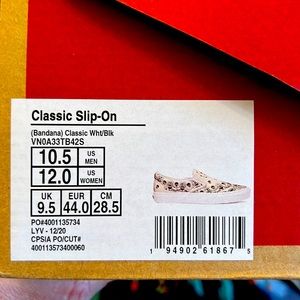 Classic Slip-On
(Bandana) Classic Wht/Blk
VN0A33TB42S
10.5 US MEN
12.0 US WOMEN
UK EUR CM
9.5 44.0 28.5
PO#4001135734
LYV - 12/20
CPSIA PO/CUT#
400113573400060
1 94902 61867 5